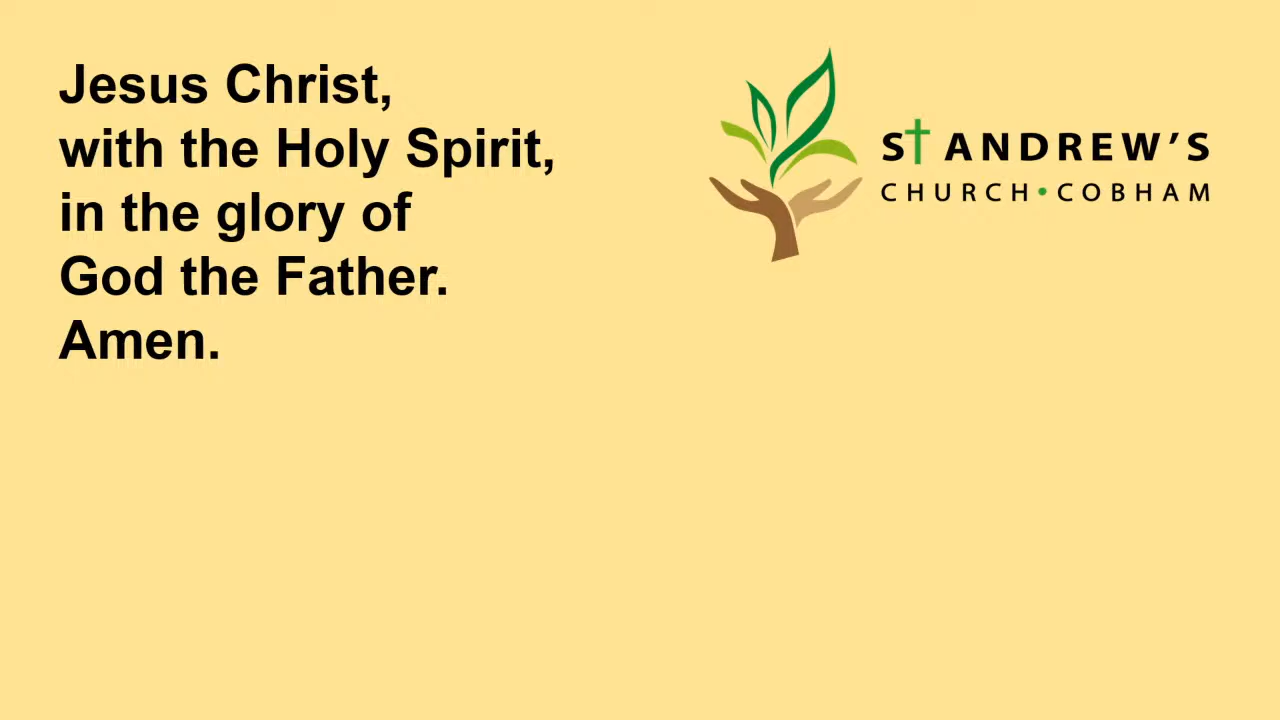 Jesus Christ,
with the Holy Spirit,
in the glory of
God the Father.
Amen.
St ANDREW'S
CHURCH • COBHAM